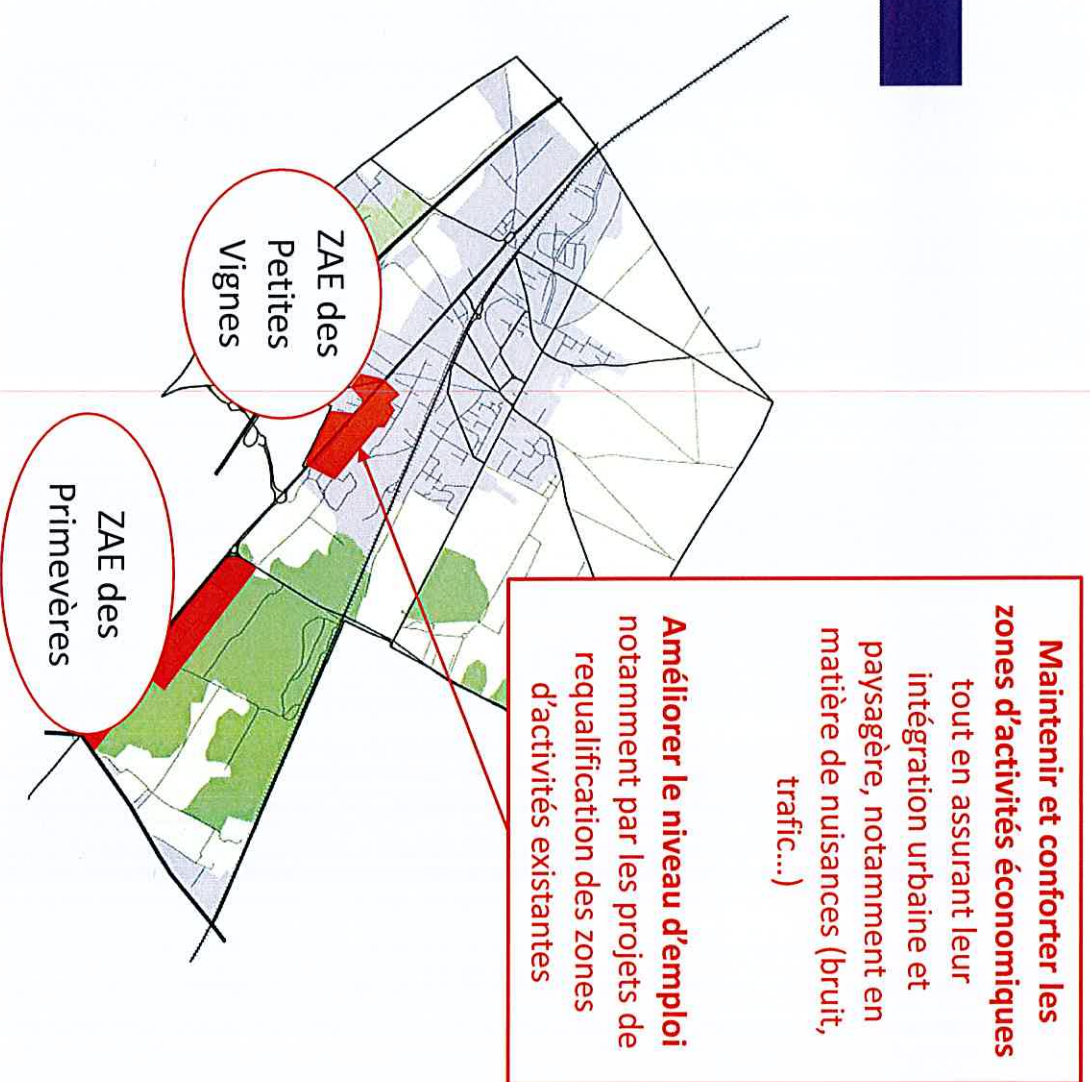 Maintenir et conforter les
zones d'activités économiques
tout en assurant leur
intégration urbaine et
paysagère, notamment en
matière de nuisances (bruit,
trafic...)
Améliorer le niveau d'emploi
notamment par les projets de
requalification des zones
d'activités existantes
ZAE des
Petites
Vignes
ZAE des
Primevères